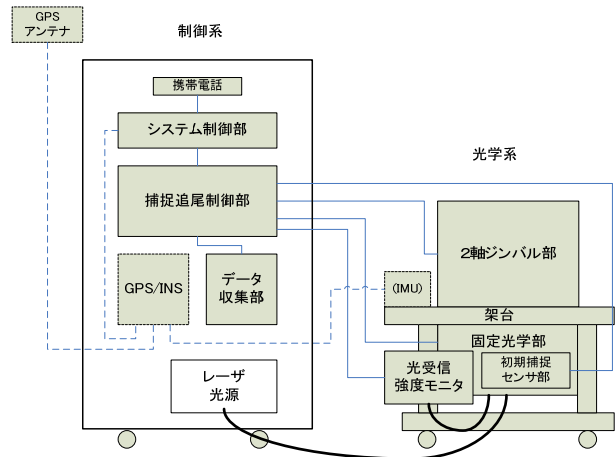 GPS
アンテナ
制御系
携帯電話
システム制御部
捕捉追尾制御部
GPS/INS
データ
収集部
レーザ
光源
光学系
2軸ジンバル部
(IMU)
架台
固定光学部
光受信
強度モニタ
初期捕捉
センサ部